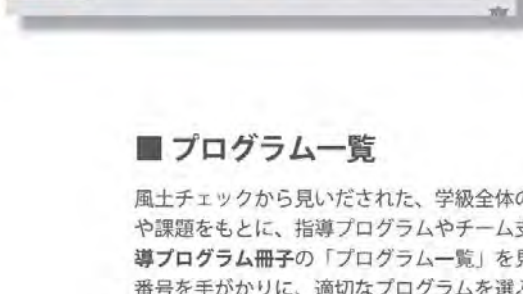 ■ プログラム一覧
風土チェックから見いだされた、学級全体の
や課題をもとに、指導プログラムやチーム支
導プログラム冊子の「プログラム一覧」を見
番号を手がかりに、適切なプログラムを選ん